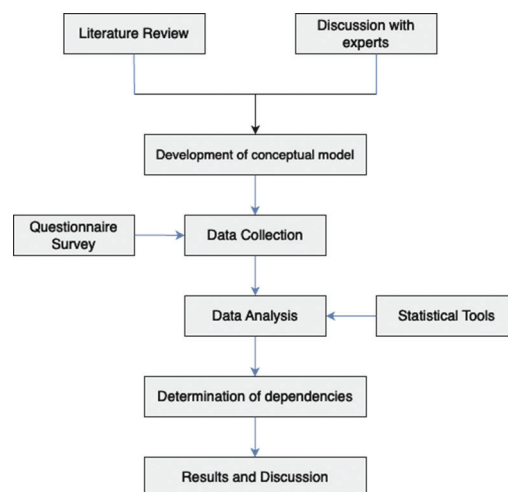 Literature Review
Discussion with
experts
Development of conceptual model
Questionnaire
Survey
Data Collection
Data Analysis
Statistical Tools
Determination of dependencies
Results and Discussion